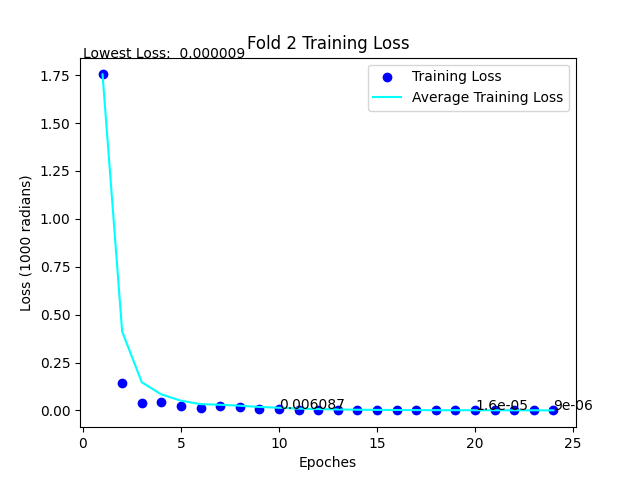 Fold 2 Training Loss
Lowest Loss:  0.000009
Training Loss
Average Training Loss
Loss (1000 radians)
1.75
1.50
1.25
1.00
0.75
0.50
0.25
0.00
0.006087
1.6e-05
9e-06
0
5
10
15
20
25
Epoches